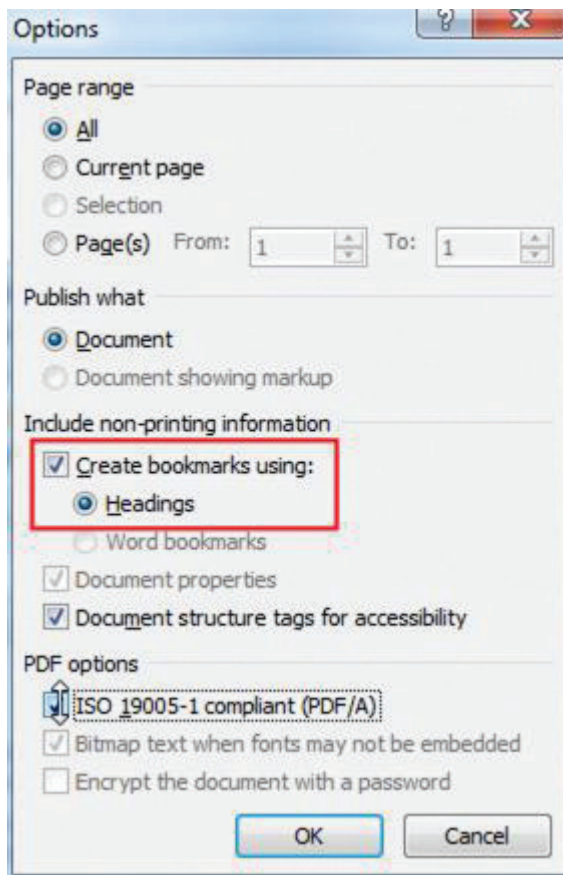 Options
Page range
All
Current page
Selection
Page(s) From: 1 To: 1
Publish what
Document
Document showing markup
Include non-printing information
Create bookmarks using:
Headings
Word bookmarks
Document properties
Document structure tags for accessibility
PDF options
ISO 19005-1 compliant (PDF/A)
Bitmap text when fonts may not be embedded
Encrypt the document with a password
OK Cancel